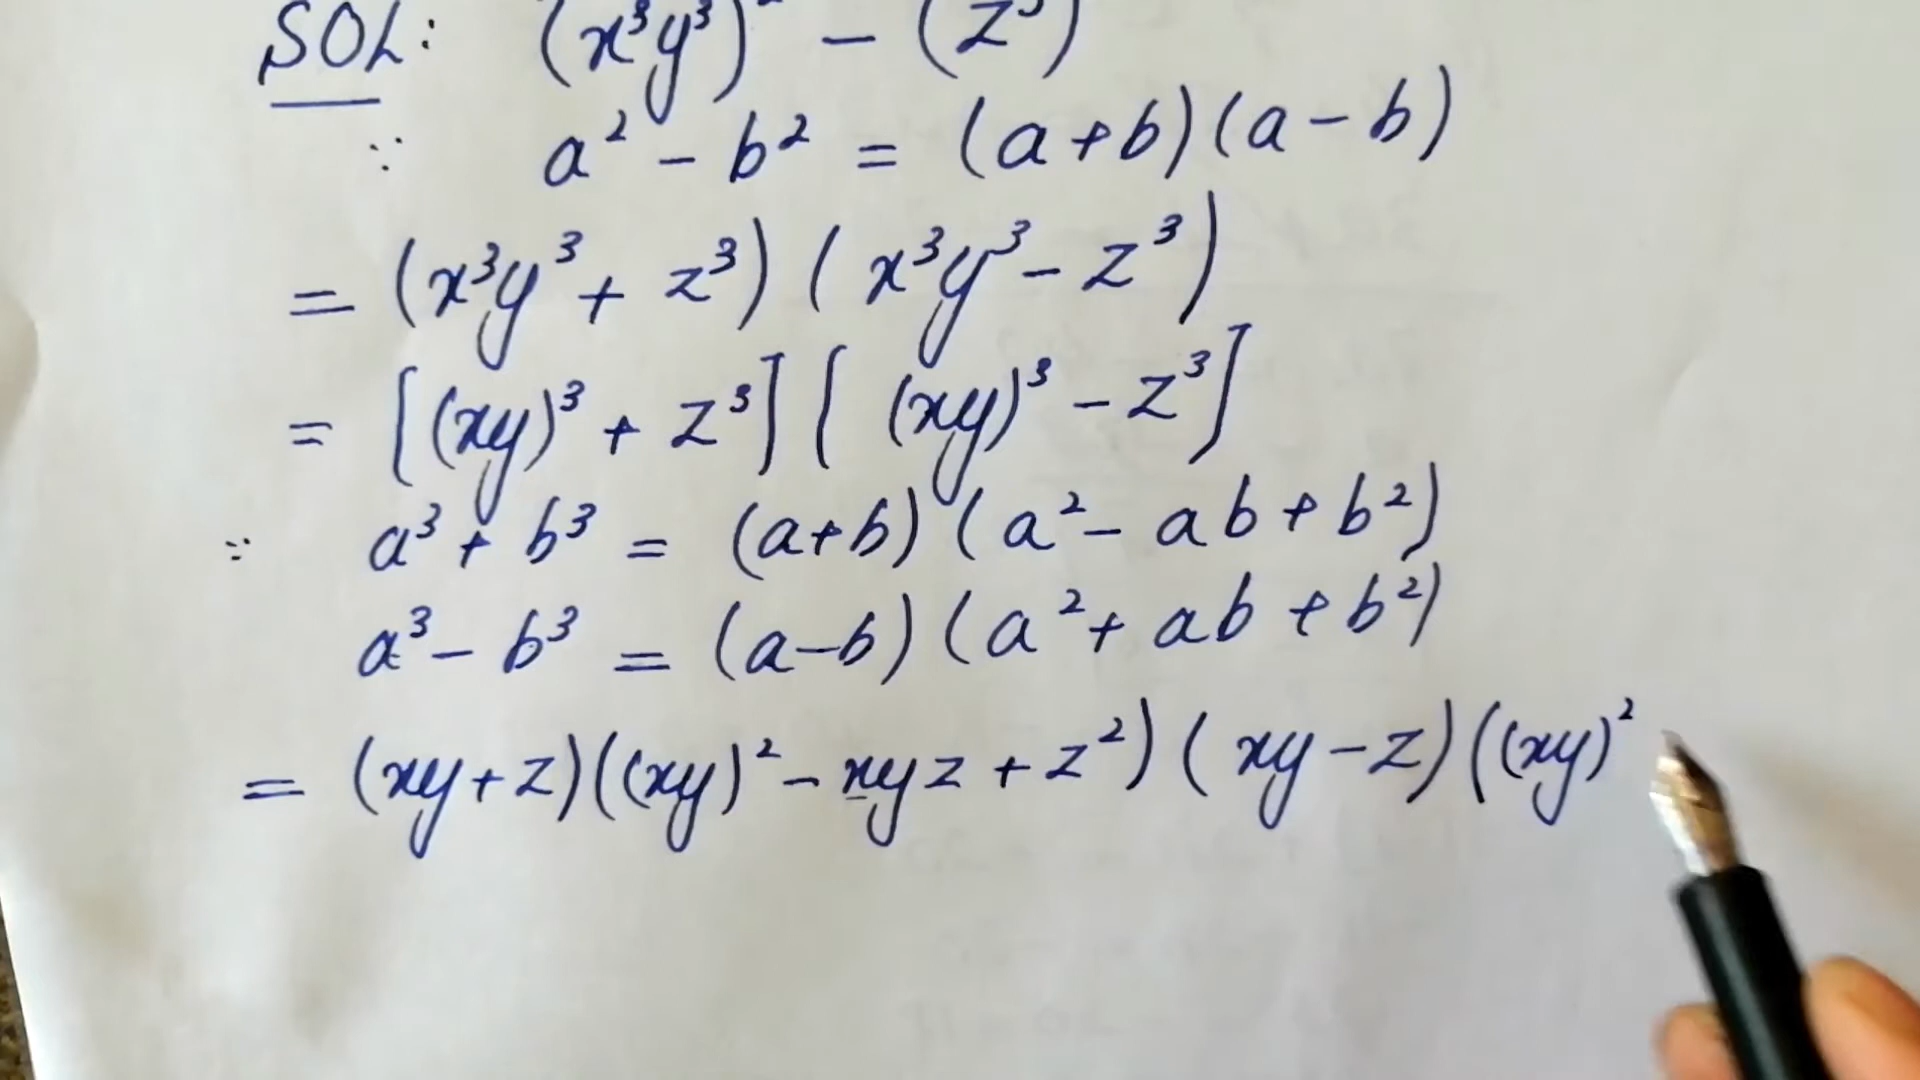 SOL: (x³y³)² - (z³)
∵ a² - b² = (a+b)(a-b)
= (x³y³ + z³)(x³y³ - z³)
= [(xy)³ + z³][(xy)³ - z³]
∵ a³ + b³ = (a+b)(a² - ab + b²)
a³ - b³ = (a-b)(a² + ab + b²)
= (xy+z)((xy)² - xyz + z²)(xy-z)((xy)²